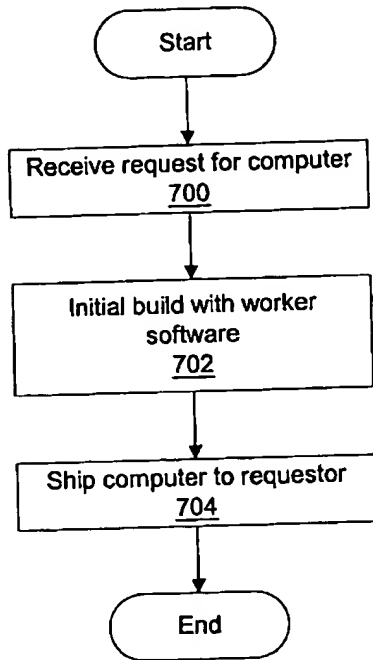 Start
Receive request for computer
700
Initial build with worker
software
702
Ship computer to requestor
704
End